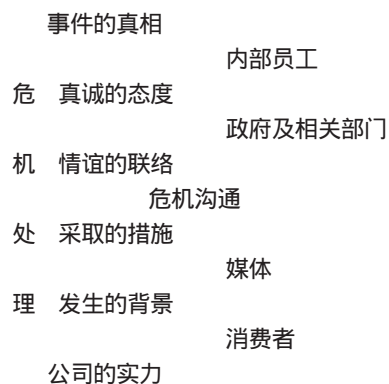 事件的真相
内部员工
危 真诚的态度
政府及相关部门
机 情谊的联络
危机沟通
处 采取的措施
媒体
理 发生的背景
消费者
公司的实力